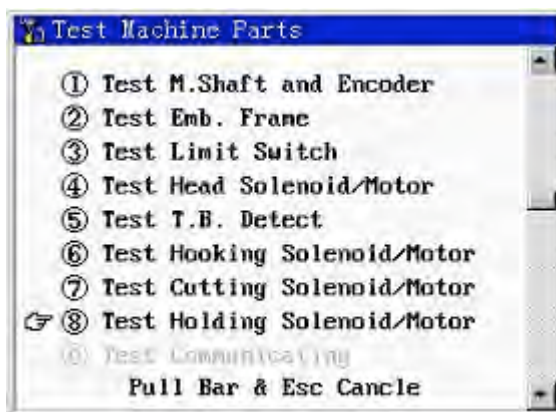 Test Machine Parts
① Test M.Shaft and Encoder
② Test Emb. Frame
③ Test Limit Switch
④ Test Head Solenoid/Motor
⑤ Test T.B. Detect
⑥ Test Hooking Solenoid/Motor
⑦ Test Cutting Solenoid/Motor
⑧ Test Holding Solenoid/Motor
Test Communicating
Pull Bar & Esc Cancle